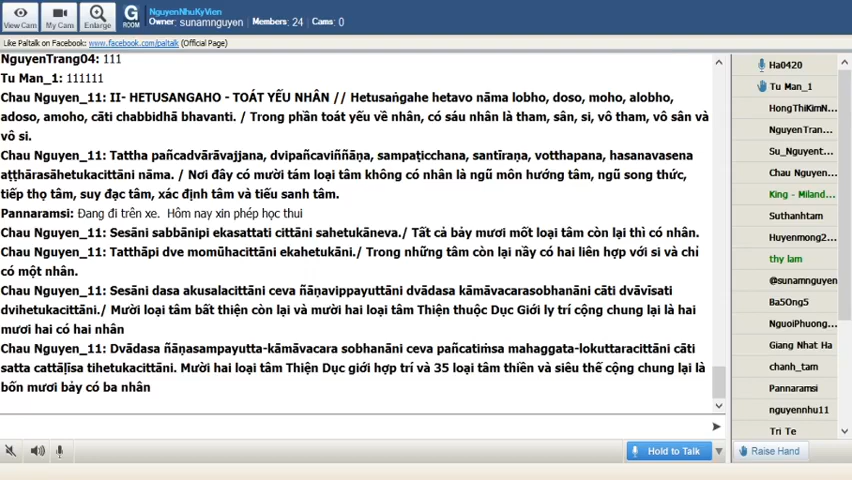 View Cam
My Cam
Enlarge
G
ROOM
NguyenNhuKyVien
Owner: sunamnguyen   Members: 24   Cams: 0
Like Paltalk on Facebook: www.facebook.com/paltalk (Official Page)
NguyenTrang04: 111
Tu Man_1: 111111
Chau Nguyen_11: II- HETUSANGAHO - TOÁT YẾU NHÂN // Hetusaṅgahe hetavo nāma lobho, doso, moho, alobho,
adoso, amoho, cāti chabbidhā bhavanti. / Trong phần toát yếu về nhân, có sáu nhân là tham, sân, si, vô tham, vô sân và
vô si.
Chau Nguyen_11: Tattha pañcadvārāvajjana, dvipañcaviññāṇa, sampaṭicchana, santīraṇa, votthapana, hasanavasena
aṭṭhārasāhetukacittāni nāma. / Nơi đây có mười tám loại tâm không có nhân là ngũ môn hướng tâm, ngũ song thức,
tiếp thọ tâm, suy đạc tâm, xác định tâm và tiếu sanh tâm.
Pannaramsi: Đang đi trên xe.  Hôm nay xin phép học thui
Chau Nguyen_11: Sesāni sabbānipi ekasattati cittāni sahetukāneva./ Tất cả bảy mươi mốt loại tâm còn lại thì có nhân.
Chau Nguyen_11: Tatthāpi dve momūhacittāni ekahetukāni./ Trong những tâm còn lại nầy có hai liên hợp với si và chỉ
có một nhân.
Chau Nguyen_11: Sesāni dasa akusalacittāni ceva ñāṇavippayuttāni dvādasa kāmāvacarasobhanāni cāti dvāvīsati
dvihetukacittāni./ Mười loại tâm bất thiện còn lại và mười hai loại tâm Thiện thuộc Dục Giới ly trí cộng chung lại là hai
mươi hai có hai nhân
Chau Nguyen_11: Dvādasa ñāṇasampayutta-kāmāvacara sobhanāni ceva pañcatiṁsa mahaggata-lokuttaracittāni cāti
satta cattāḷīsa tihetukacittāni. Mười hai loại tâm Thiện Dục giới hợp trí và 35 loại tâm thiền và siêu thế cộng chung lại là
bốn mươi bảy có ba nhân
Hold to Talk
Ha0420
Tu Man_1
HongThiKimN...
NguyenTran...
Su_Nguyent...
Chau Nguyen...
King - Miland...
Suthanhtam
Huyenmong2...
thy lam
@sunamnguyen
Ba5Ong5
NguoiPhuong...
Giang Nhat Ha
chanh_tam
Pannaramsi
nguyennhu11
Tri Te
Raise Hand